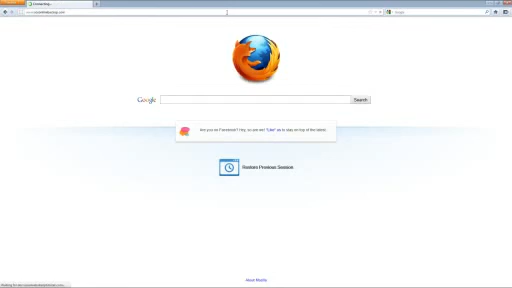 Connecting...
Google
Google
Search
Are you on Facebook? Hey, so are we! "Like" us to stay on top of the latest.
Restore Previous Session
About Mozilla